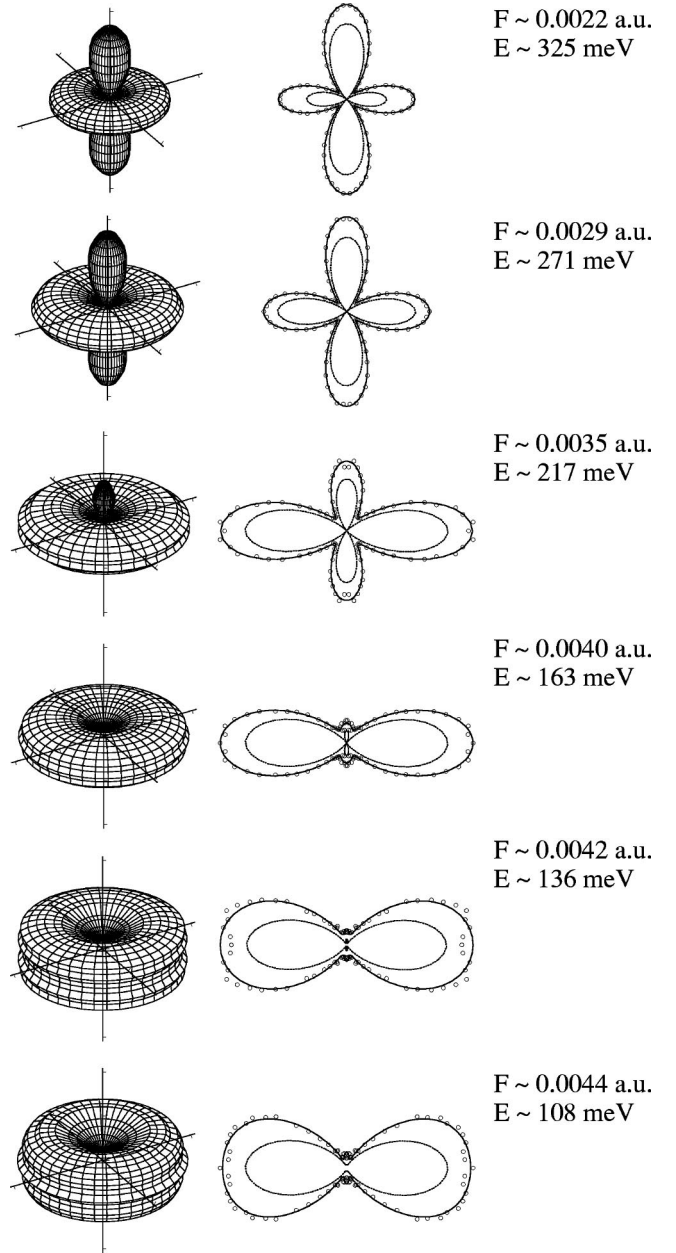 F ~ 0.0022 a.u.
E ~ 325 meV
F ~ 0.0029 a.u.
E ~ 271 meV
F ~ 0.0035 a.u.
E ~ 217 meV
F ~ 0.0040 a.u.
E ~ 163 meV
F ~ 0.0042 a.u.
E ~ 136 meV
F ~ 0.0044 a.u.
E ~ 108 meV